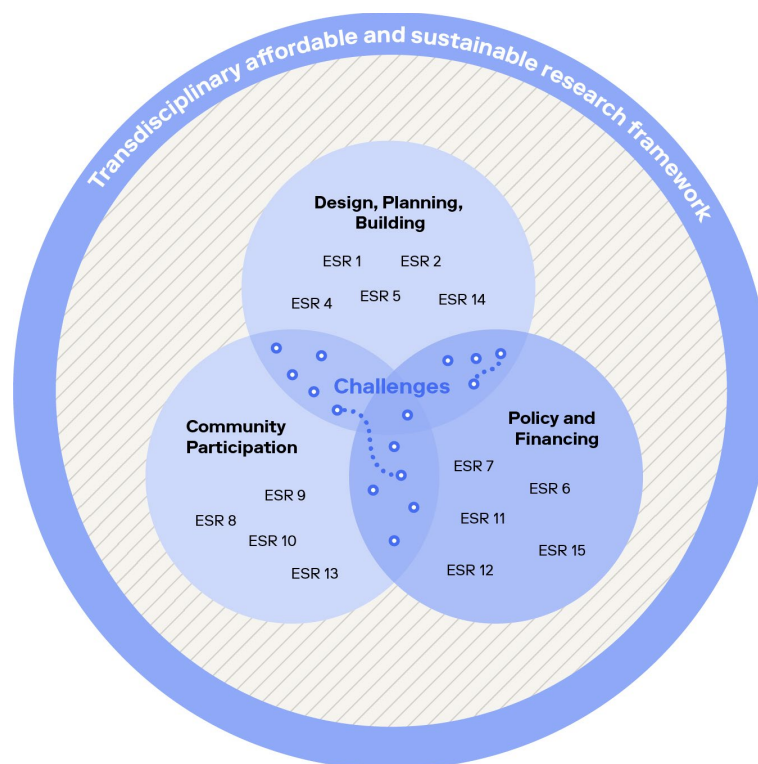 Transdisciplinary affordable and sustainable research framework
Design, Planning,
Building
ESR 1 ESR 2
ESR 4 ESR 5 ESR 14
Challenges
Community
Participation
ESR 9
ESR 8
ESR 10
ESR 13
Policy and
Financing
ESR 7
ESR 6
ESR 11
ESR 15
ESR 12